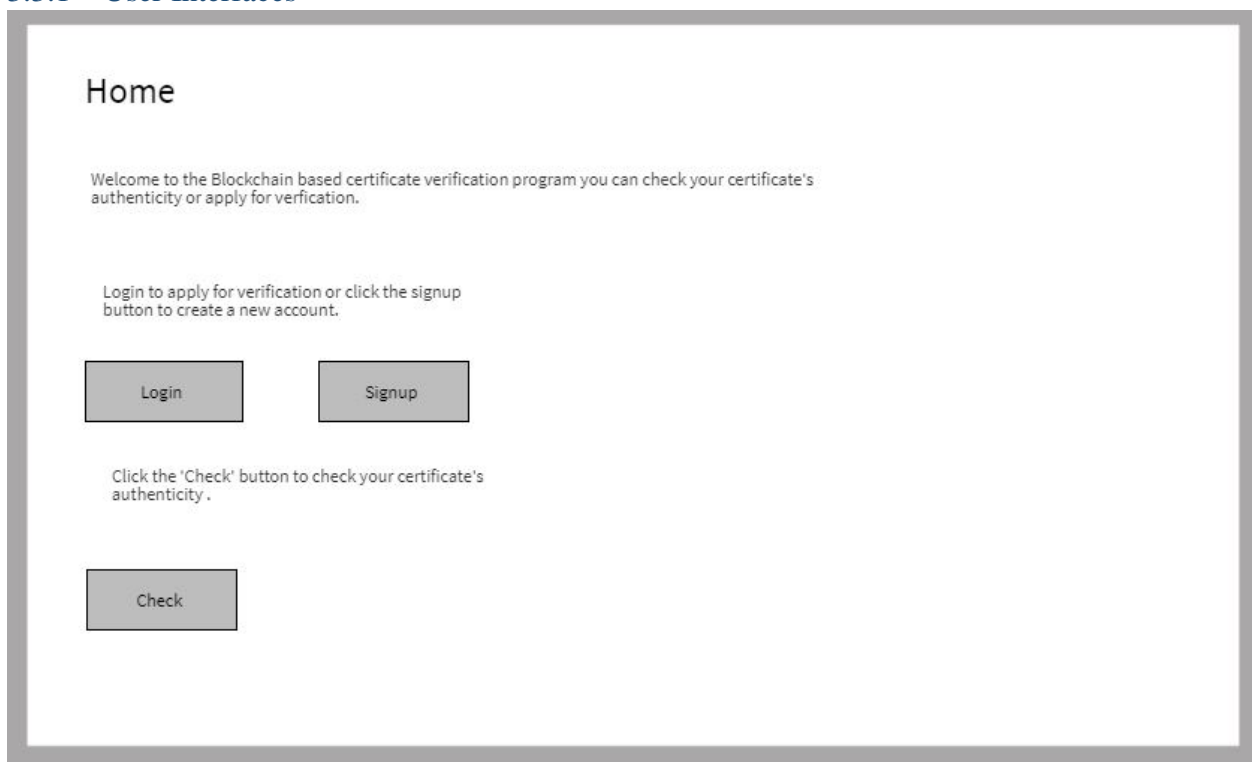 Home
Welcome to the Blockchain based certificate verification program you can check your certificate's
authenticity or apply for verfication.
Login to apply for verification or click the signup
button to create a new account.
Login
Signup
Click the 'Check' button to check your certificate's
authenticity .
Check